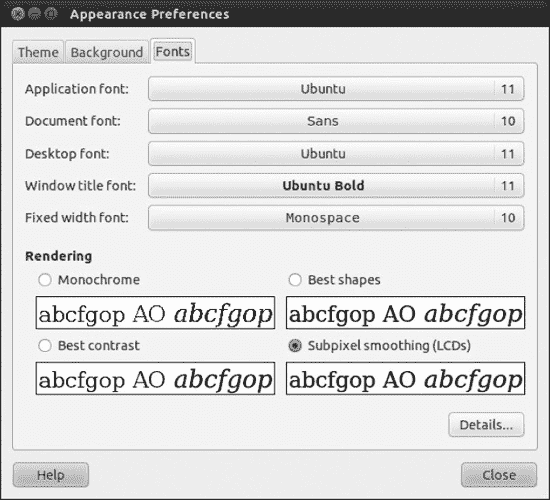 Appearance Preferences
Theme Background Fonts
Application font: Ubuntu 11
Document font: Sans 10
Desktop font: Ubuntu 11
Window title font: Ubuntu Bold 11
Fixed width font: Monospace 10
Rendering
Monochrome Best shapes
abcfgop AO abcfgop abcfgop AO abcfgop
Best contrast Subpixel smoothing (LCDs)
abcfgop AO abcfgop abcfgop AO abcfgop
Details...
Help Close